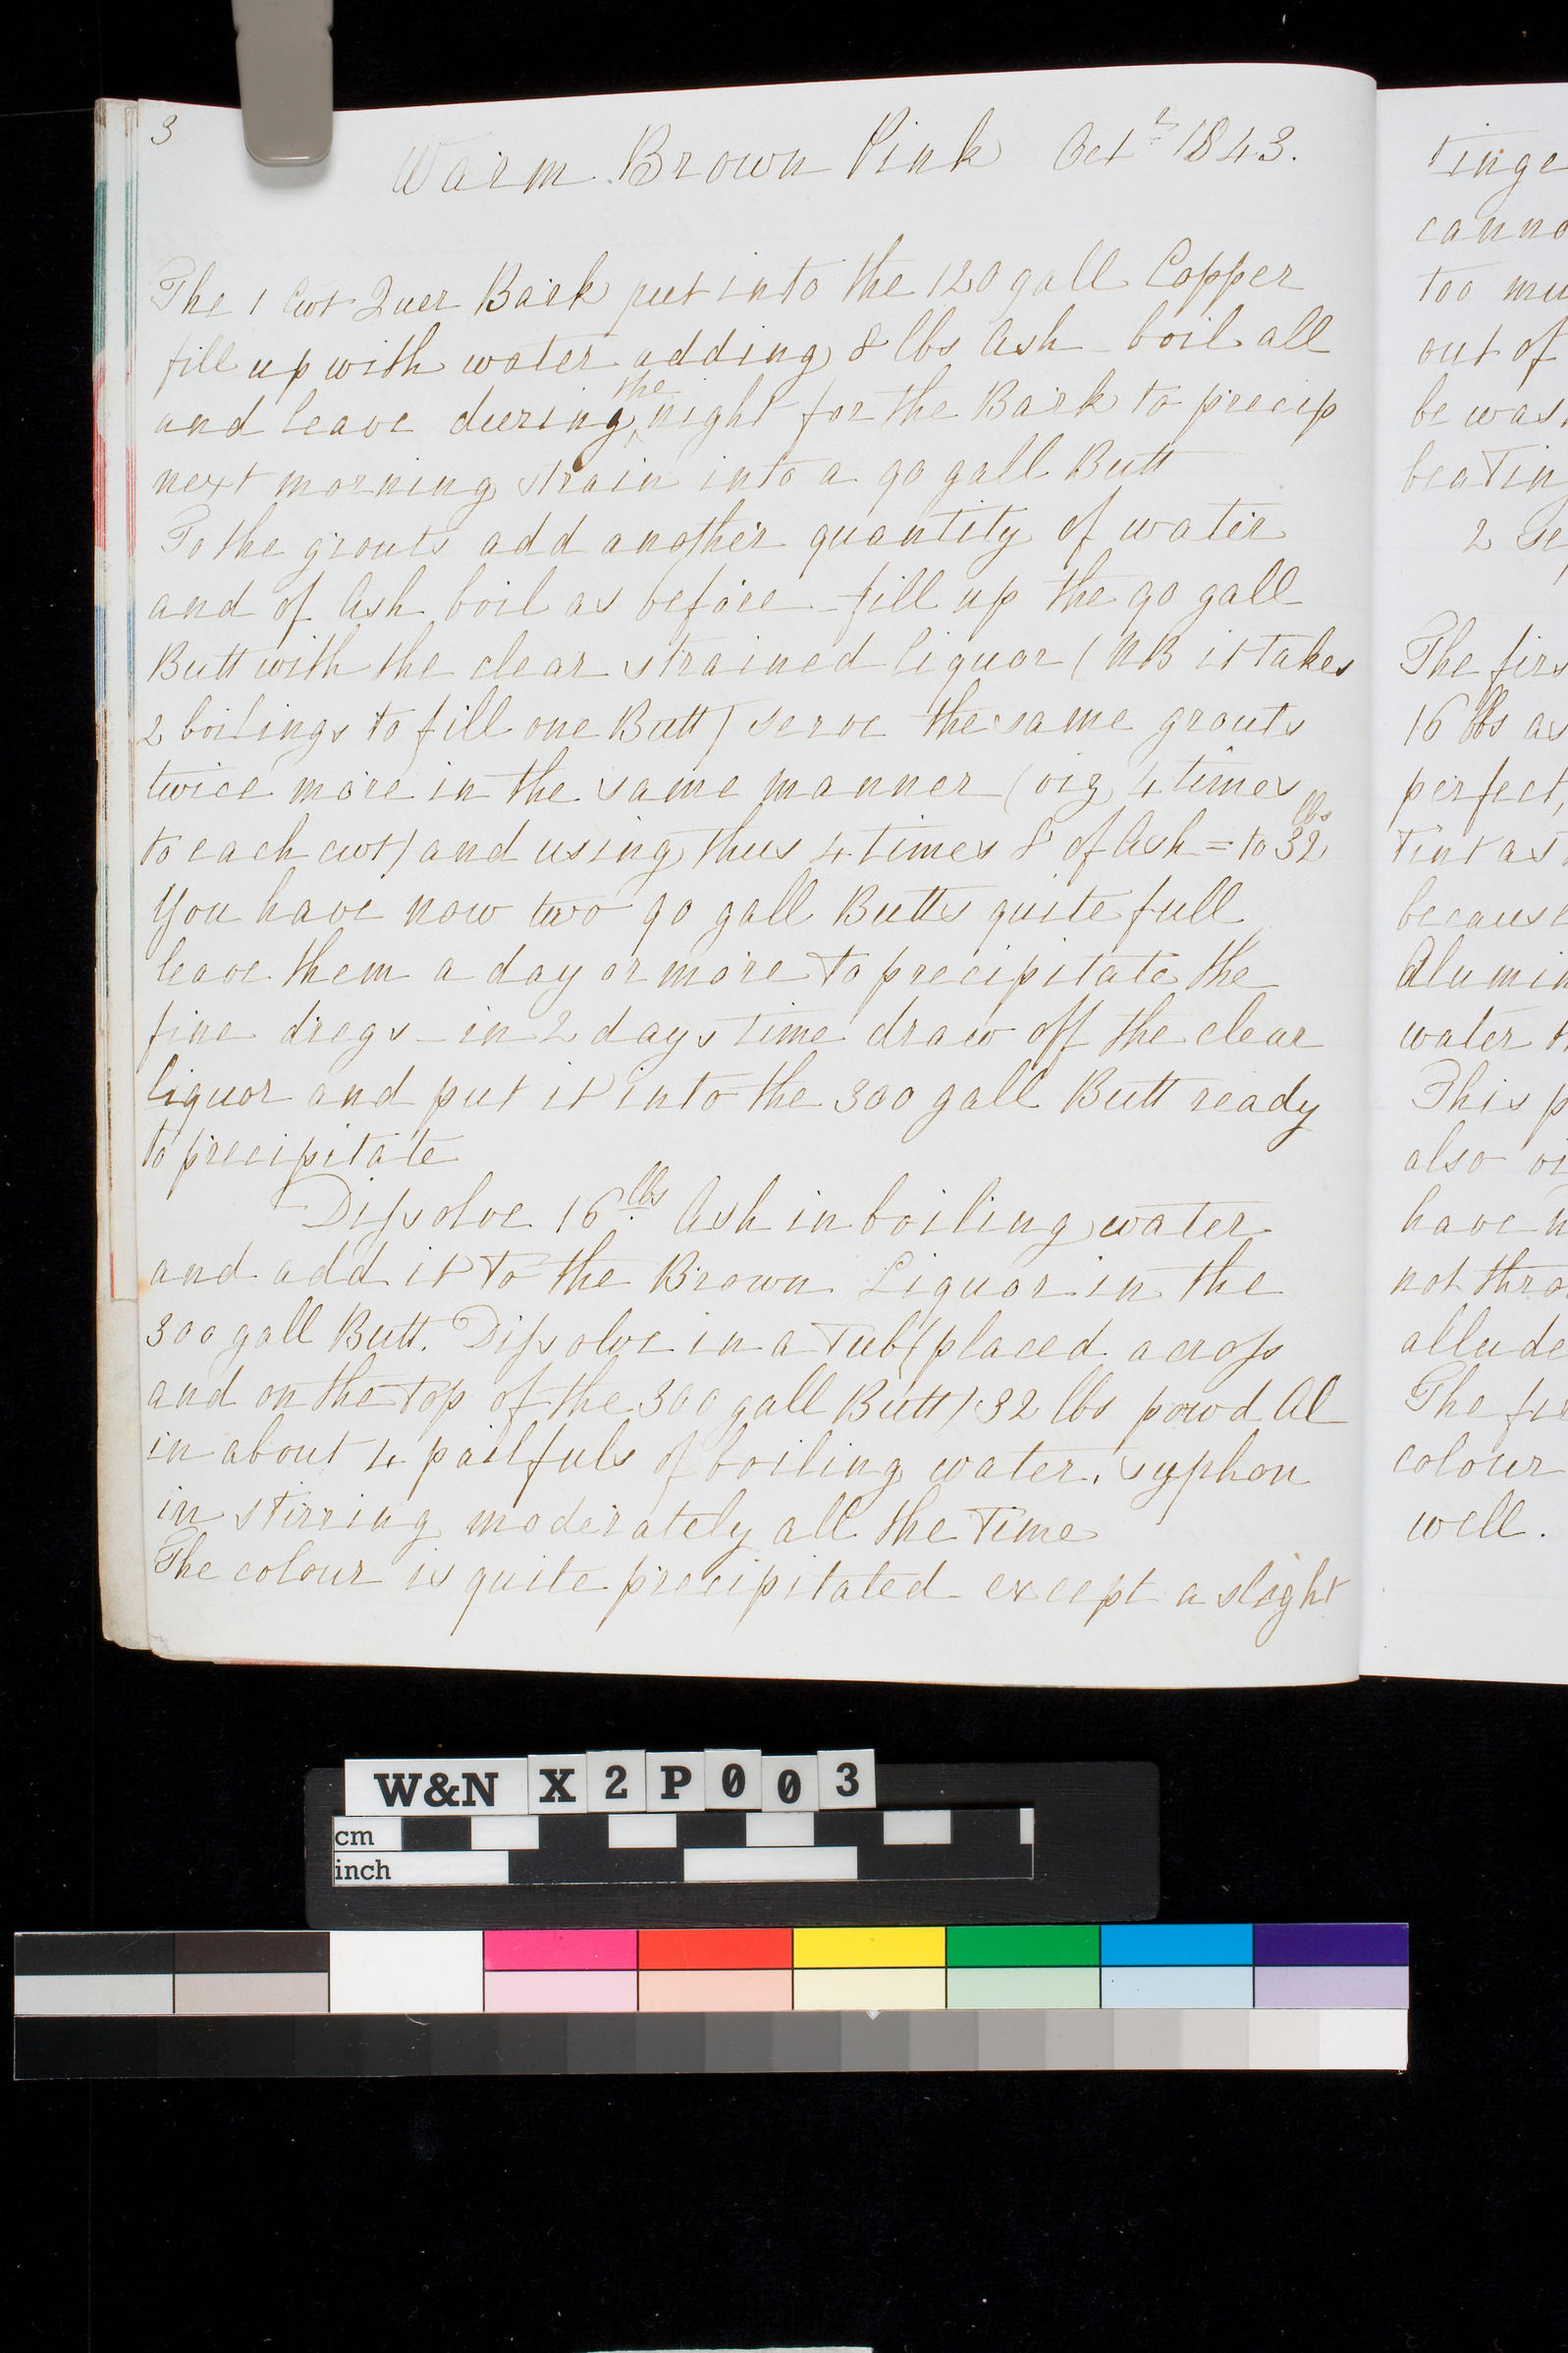 3
Warm Brown Pink Octr 1843.
The 1 Cwt Quer Bark put into the 120 gall Copper
fill up with water adding 8 lbs Ash - boil all
and leave during the night for the Bark to precip
next morning strain into a 90 gall Butt
To the grouts add another quantity of water
and of Ash boil as before - fill up the 90 gall
Butt with the clear strained liquor (NB it takes
2 boilings to fill one Butt) serve the same grouts
twice more in the same manner (viz 4 times
to each cwt) and using thus 4 times 8 of Ash = to 32 lbs
You have now two 90 gall Butts quite full
leave them a day or more to precipitate the
fine dregs - in 2 days time draw off the clear
liquor and put it into the 300 gall Butt ready
to precipitate
Dissolve 16 lbs Ash in boiling water
and add it to the Brown Liquor in the
300 gall Butt. Dissolve in a Tub (placed across
and on the top of the 300 gall Butt) 32 lbs powd Al
in about 4 pailfuls of boiling water. syphon
in stirring moderately all the Time
The colour is quite precipitated except a slight
tinge
canno
too mu
out of
be was
beatin
2
The firs
16 lbs as
perfect,
Tint as
because
Alumin
water
This p
also
have
not thro
allude
The
colour
well.
W&N X2P003
cm
inch